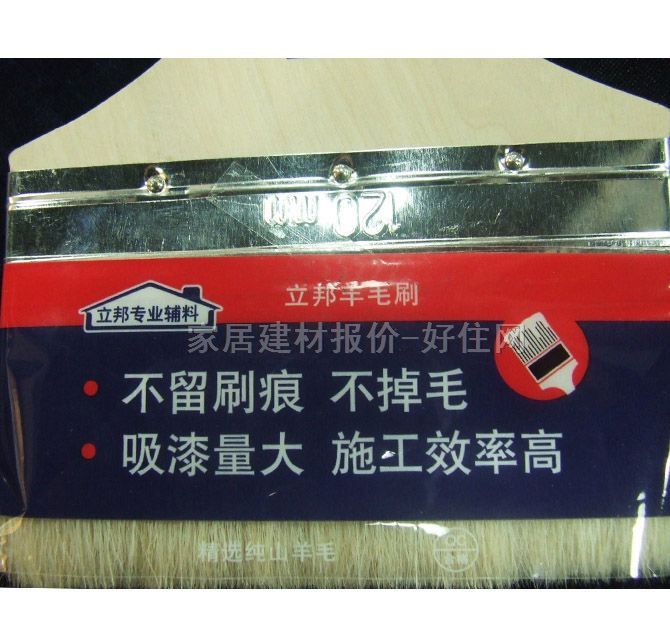 120mm
立邦羊毛刷
立邦专业辅料
家居建材报价-好住网
不留刷痕 不掉毛
吸漆量大 施工效率高
精选纯山羊毛
QC